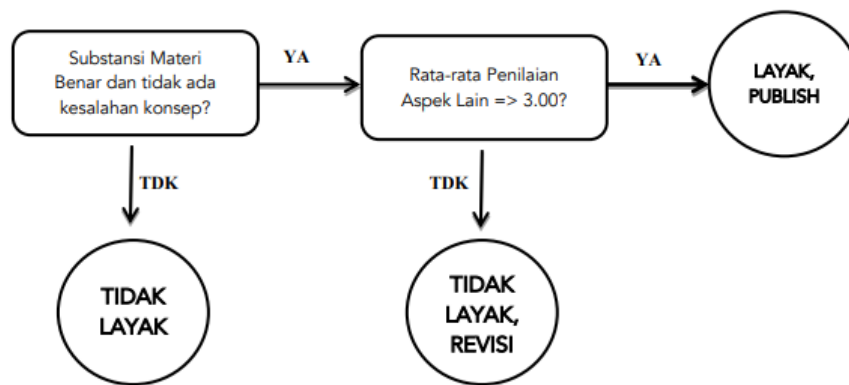 Substansi Materi
Benar dan tidak ada
kesalahan konsep?
YA
Rata-rata Penilaian
Aspek Lain => 3.00?
YA
LAYAK,
PUBLISH
TDK
TDK
TIDAK
LAYAK
TIDAK
LAYAK,
REVISI